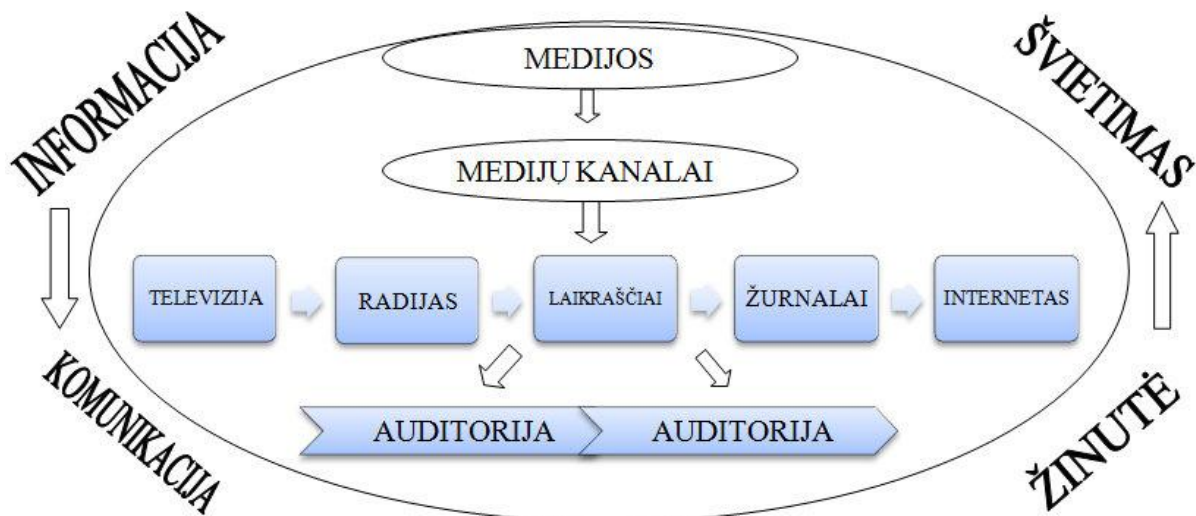 INFORMACIJA
ŠVIETIMAS
MEDIJOS
MEDIJŲ KANALAI
TELEVIZIJA
RADIJAS
LAIKRAŠČIAI
ŽURNALAI
INTERNETAS
KOMUNIKACIJA
ŽINUTĖ
AUDITORIJA
AUDITORIJA